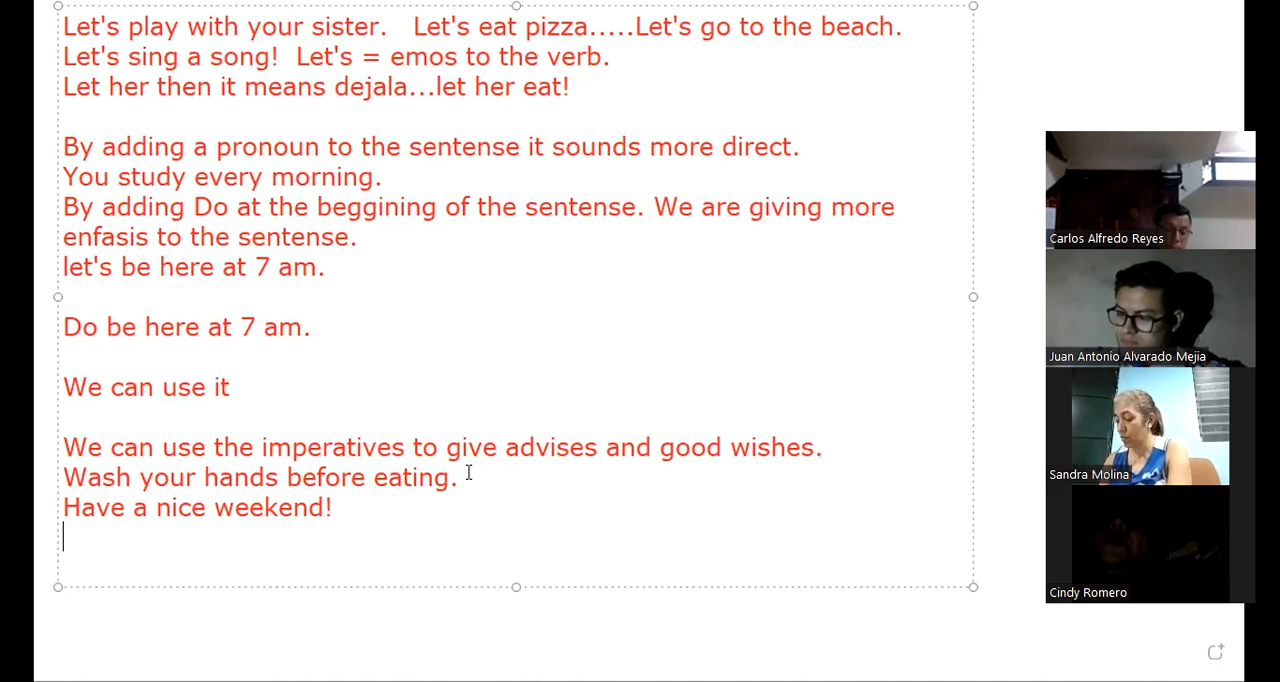 Let's play with your sister.   Let's eat pizza.....Let's go to the beach.
Let's sing a song!  Let's = emos to the verb.
Let her then it means dejala...let her eat!
By adding a pronoun to the sentense it sounds more direct.
You study every morning.
By adding Do at the beggining of the sentense. We are giving more
enfasis to the sentense.
let's be here at 7 am.
Do be here at 7 am.
We can use it
We can use the imperatives to give advises and good wishes.
Wash your hands before eating.
Have a nice weekend!
Carlos Alfredo Reyes
Juan Antonio Alvarado Mejia
Sandra Molina
Cindy Romero